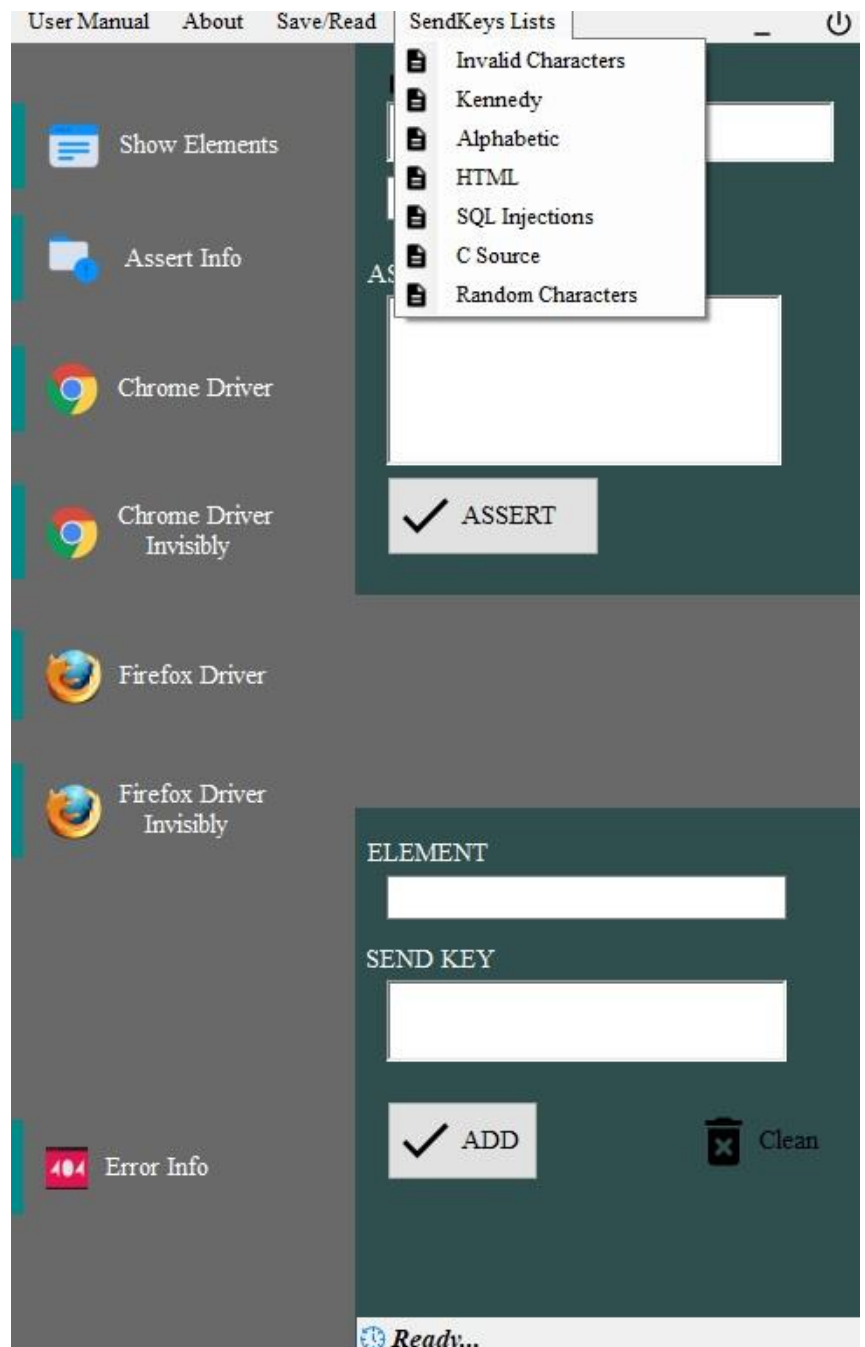 User Manual About Save/Read SendKeys Lists
Invalid Characters
Kennedy
Alphabetic
HTML
SQL Injections
C Source
Random Characters
Show Elements
Assert Info
Chrome Driver
Chrome Driver
Invisibly
Firefox Driver
Firefox Driver
Invisibly
404 Error Info
ASSERT
ELEMENT
SEND KEY
ADD
Clean
Ready...